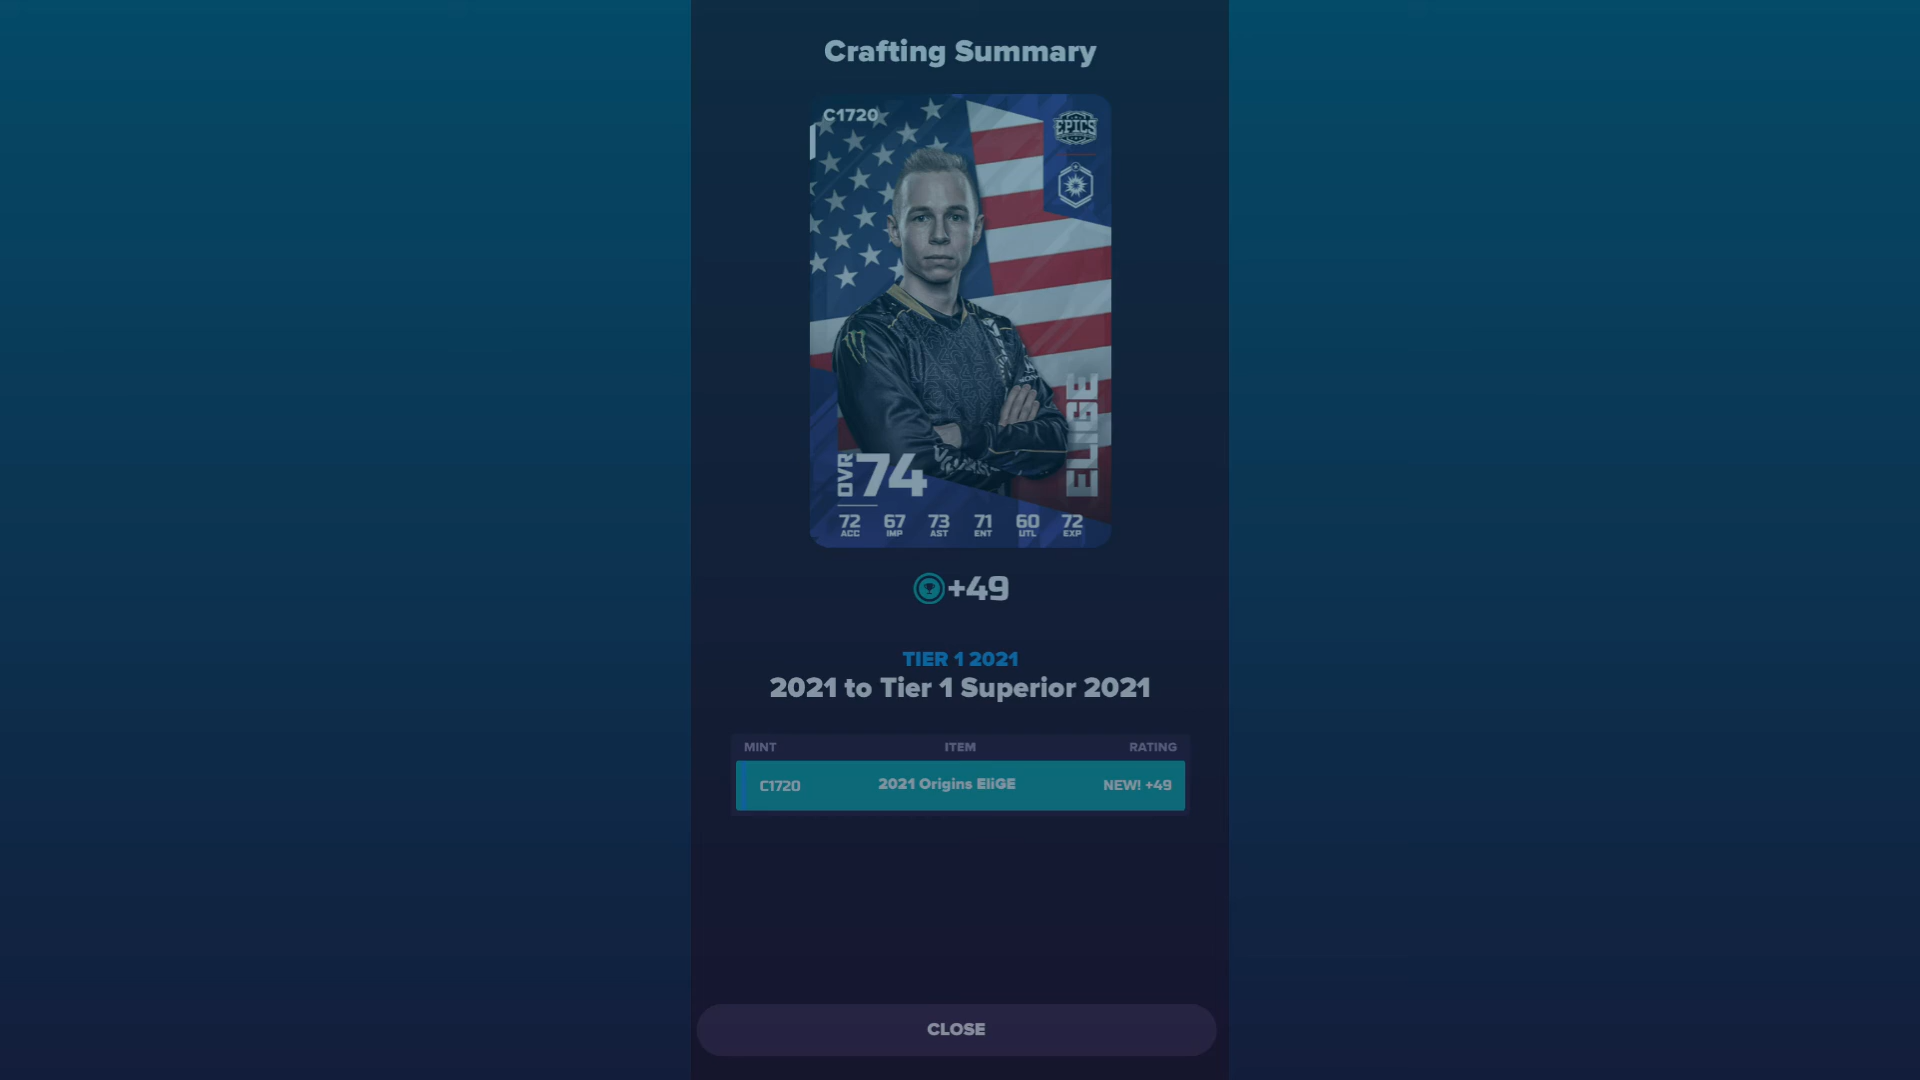 Crafting Summary
C1720
EPICS
ELIGE
OVR 74
72 67 73 71 60 72
ACC IMP AST ENT UTL EXP
+49
TIER 1 2021
2021 to Tier 1 Superior 2021
MINT ITEM RATING
C1720 2021 Origins EliGE NEW! +49
CLOSE